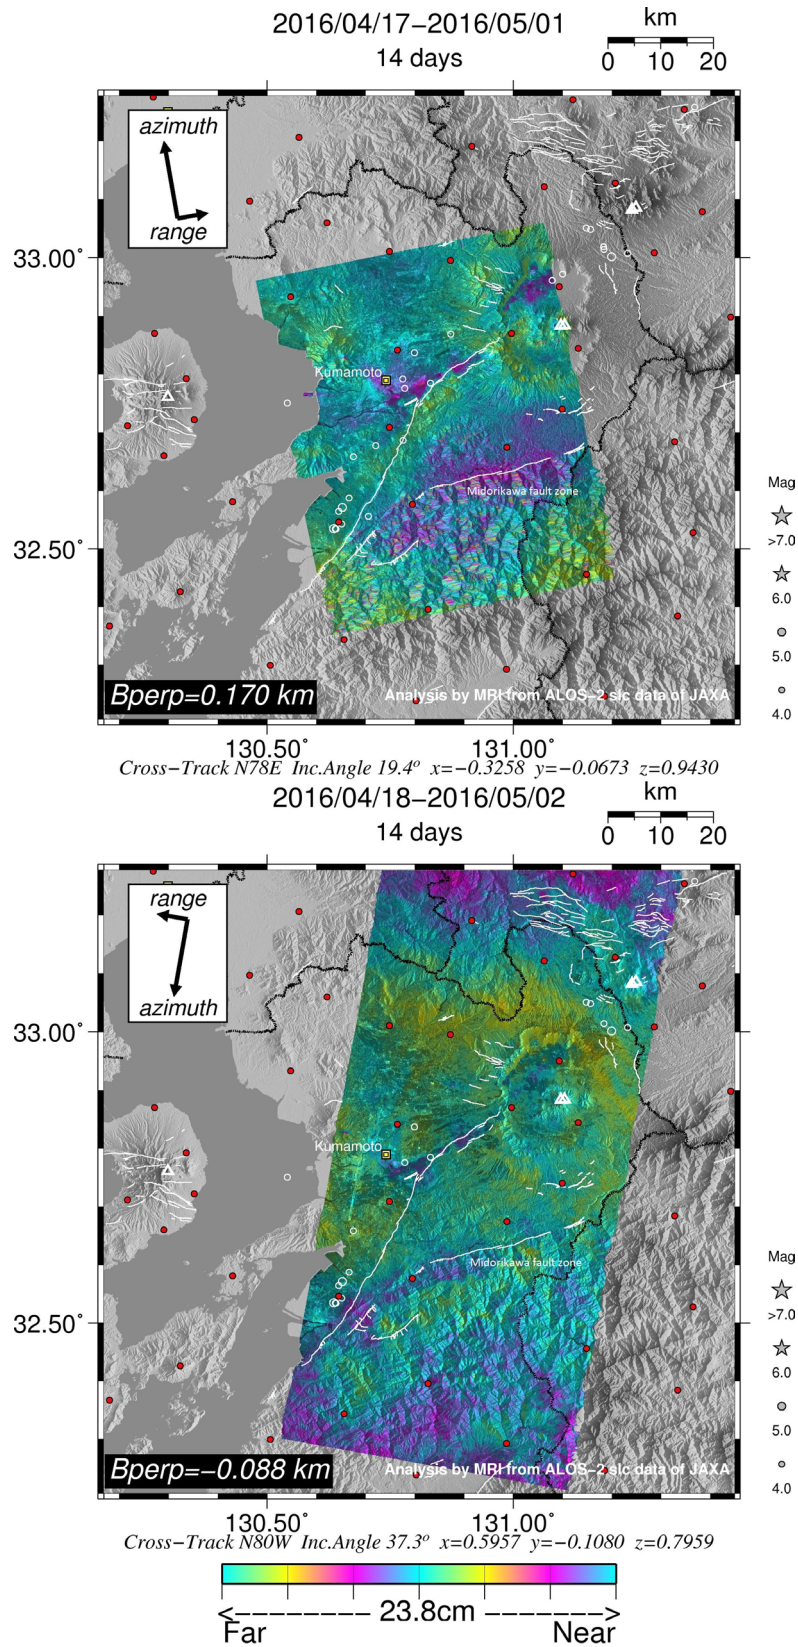 2016/04/17−2016/05/01
14 days
km
0 10 20
azimuth
range
33.00°
32.50°
Kumamoto
Midorikawa fault zone
Mag
>7.0
6.0
5.0
4.0
Bperp=0.170 km
Analysis by MRI from ALOS−2 slc data of JAXA
130.50° 131.00°
Cross−Track N78E Inc.Angle 19.4° x=−0.3258 y=−0.0673 z=0.9430
2016/04/18−2016/05/02
14 days
km
0 10 20
range
azimuth
33.00°
32.50°
Kumamoto
Midorikawa fault zone
Mag
>7.0
6.0
5.0
4.0
Bperp=−0.088 km
Analysis by MRI from ALOS−2 slc data of JAXA
130.50° 131.00°
Cross−Track N80W Inc.Angle 37.3° x=0.5957 y=−0.1080 z=0.7959
<−−−−−−− 23.8cm −−−−−−−>
Far Near